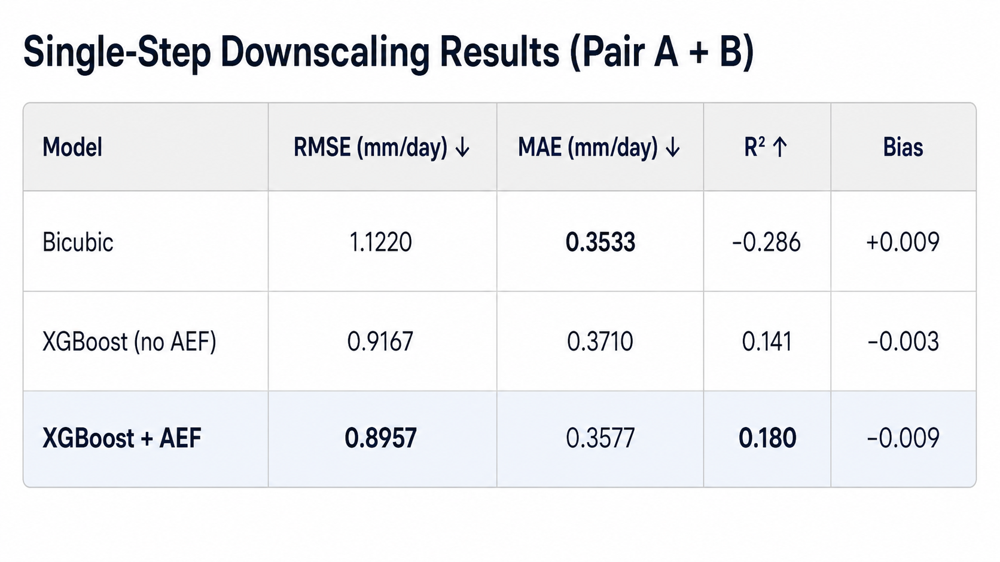 Single-Step Downscaling Results (Pair A + B)
Model RMSE (mm/day) ↓ MAE (mm/day) ↓ R² ↑ Bias
Bicubic 1.1220 0.3533 -0.286 +0.009
XGBoost (no AEF) 0.9167 0.3710 0.141 −0.003
XGBoost + AEF 0.8957 0.3577 0.180 −0.009